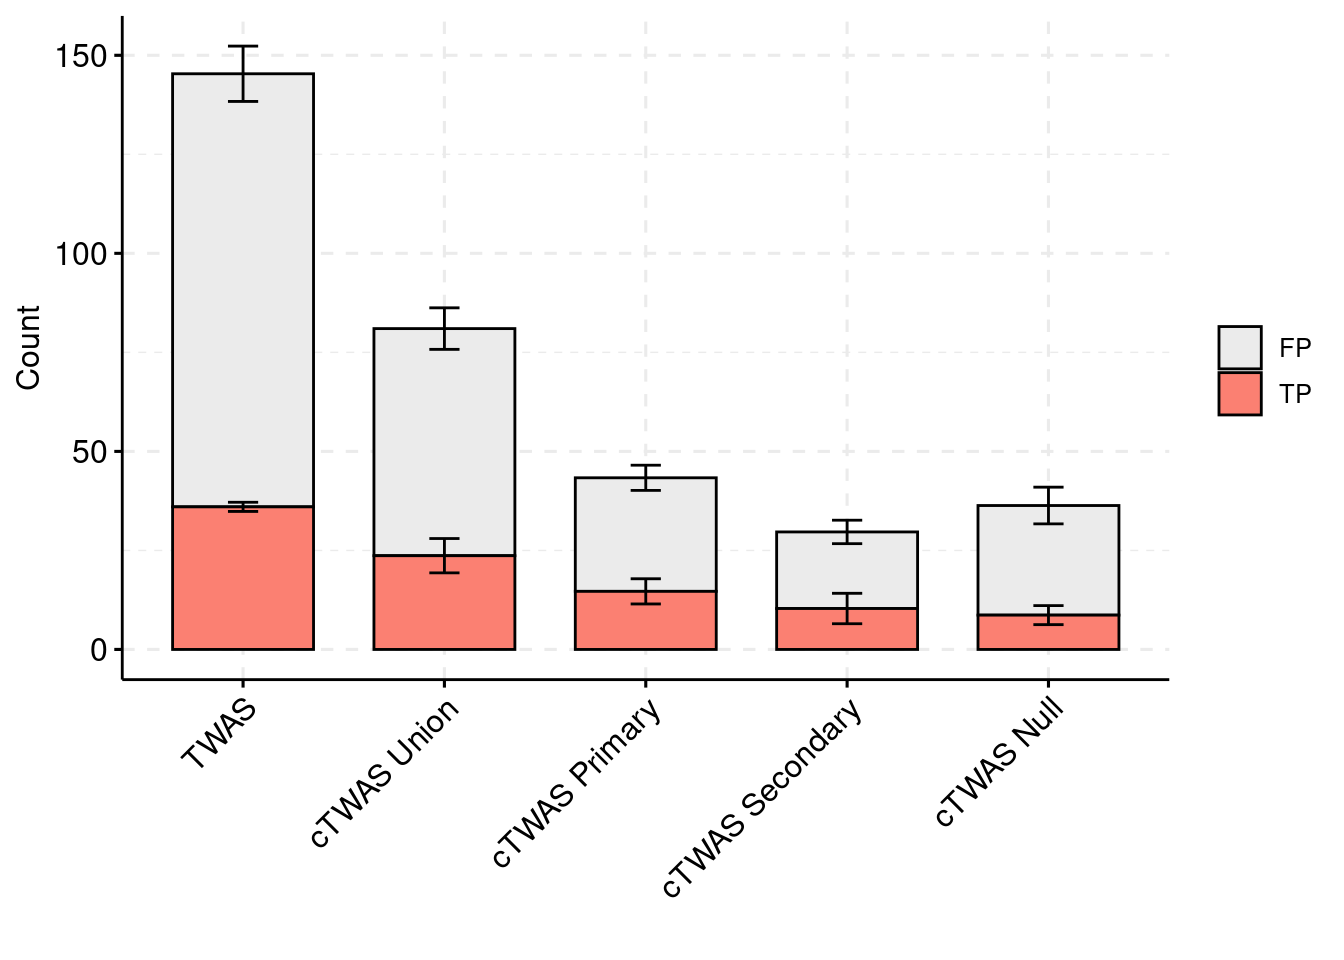 Count
150
100
50
0
TWAS
cTWAS Union
cTWAS Primary
cTWAS Secondary
cTWAS Null
FP
TP